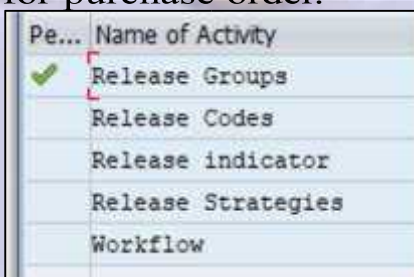 for purchase order.
Pe... Name of Activity
Release Groups
Release Codes
Release indicator
Release Strategies
Workflow